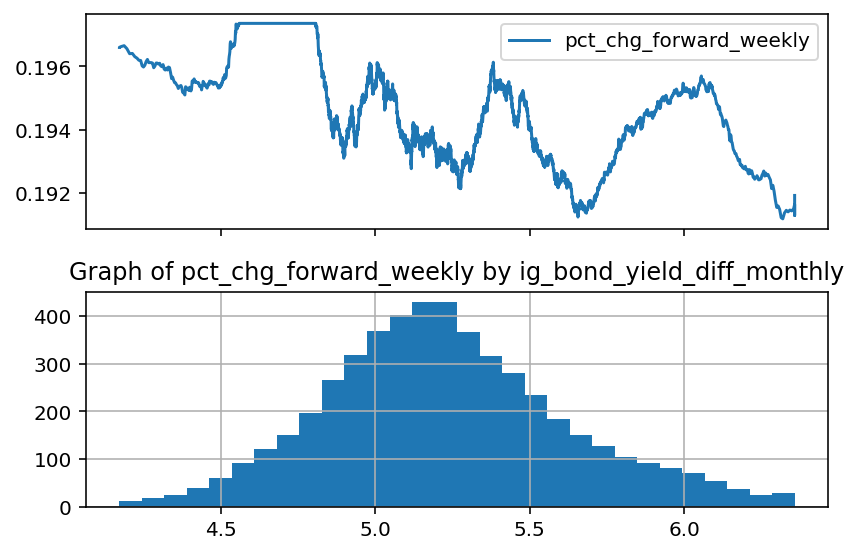 pct_chg_forward_weekly
0.196
0.194
0.192
Graph of pct_chg_forward_weekly by ig_bond_yield_diff_monthly
400
300
200
100
0
4.5 5.0 5.5 6.0